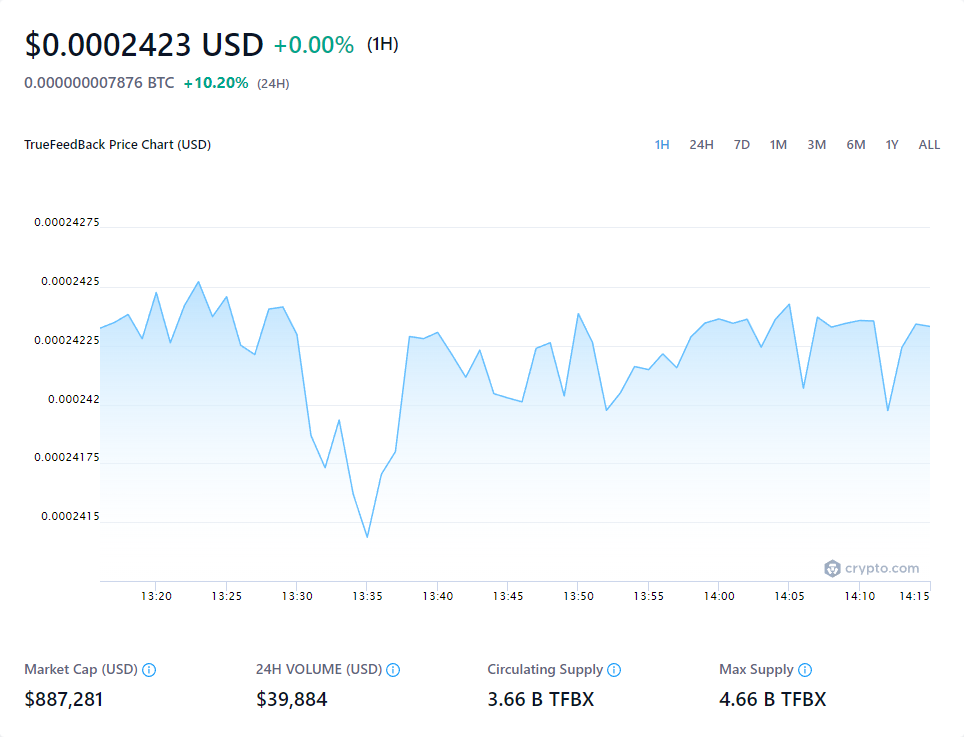 $0.0002423 USD +0.00% (1H)
0.000000007876 BTC +10.20% (24H)
TrueFeedBack Price Chart (USD)
1H 24H 7D 1M 3M 6M 1Y ALL
0.00024275
0.0002425
0.00024225
0.000242
0.00024175
0.0002415
crypto.com
13:20 13:25 13:30 13:35 13:40 13:45 13:50 13:55 14:00 14:05 14:10 14:15
Market Cap (USD) 24H VOLUME (USD) Circulating Supply Max Supply
$887,281 $39,884 3.66 B TFBX 4.66 B TFBX